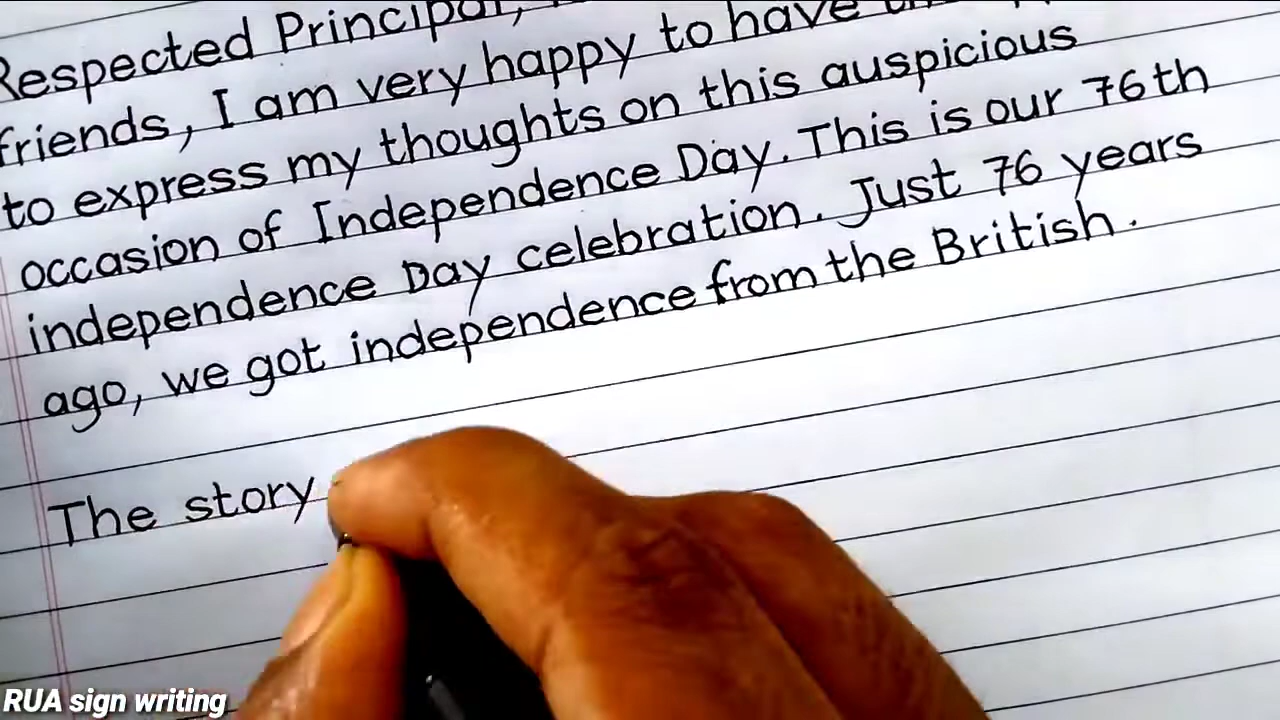 Respected Principal,
friends, I am very happy to have
to express my thoughts on this auspicious
occasion of Independence Day. This is our 76th
independence Day celebration. Just 76 years
ago, we got independence from the British.
The story
RUA sign writing